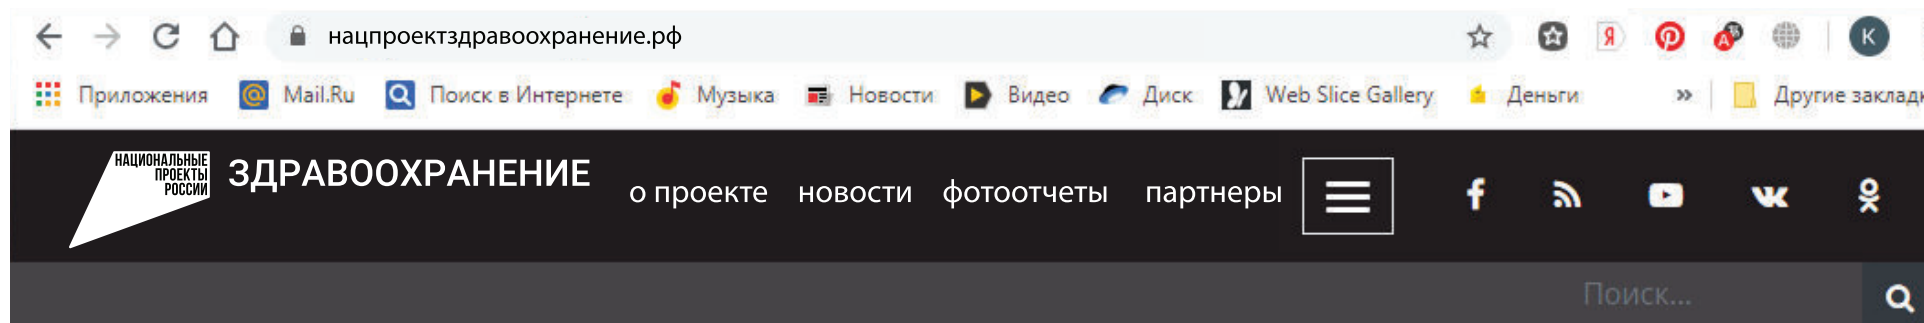 нацпроектздравоохранение.рф
Я
A
K
Приложения @ Mail.Ru Поиск в Интернете Музыка Новости Видео Диск Web Slice Gallery Деньги » Другие заклад
НАЦИОНАЛЬНЫЕ
ПРОЕКТЫ
РОССИИ
ЗДРАВООХРАНЕНИЕ
о проекте новости фотоотчеты партнеры
Поиск...